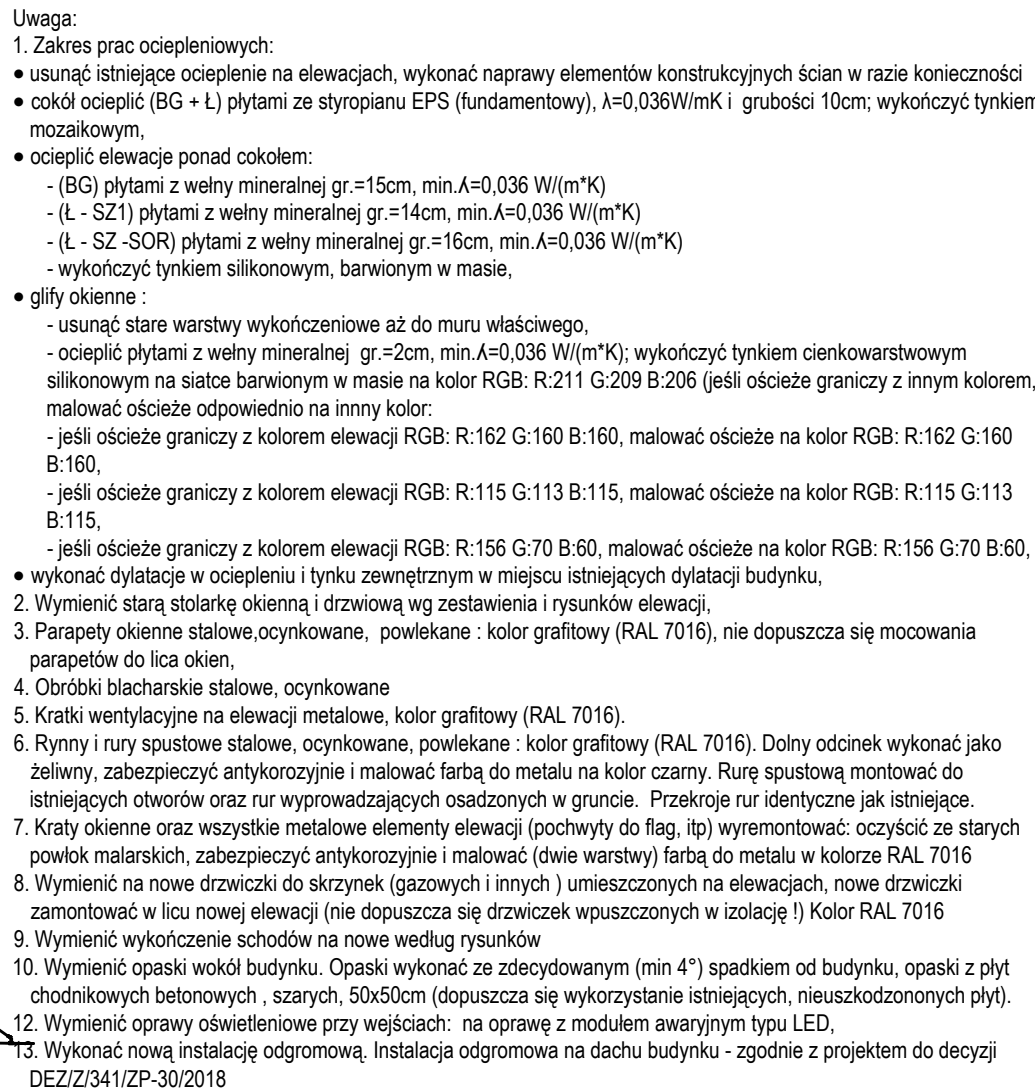 Uwaga:
1. Zakres prac ociepleniowych:
• usunąć istniejące ocieplenie na elewacjach, wykonać naprawy elementów konstrukcyjnych ścian w razie konieczności
• cokół ocieplić (BG + Ł) płytami ze styropianu EPS (fundamentowy), λ=0,036W/mK i grubości 10cm; wykończyć tynkiem
mozaikowym,
• ocieplić elewacje ponad cokołem:
- (BG) płytami z wełny mineralnej gr.=15cm, min.ʎ=0,036 W/(m*K)
- (Ł - SZ1) płytami z wełny mineralnej gr.=14cm, min.ʎ=0,036 W/(m*K)
- (Ł - SZ -SOR) płytami z wełny mineralnej gr.=16cm, min.ʎ=0,036 W/(m*K)
- wykończyć tynkiem silikonowym, barwionym w masie,
• glify okienne :
- usunąć stare warstwy wykończeniowe aż do muru właściwego,
- ocieplić płytami z wełny mineralnej gr.=2cm, min.ʎ=0,036 W/(m*K); wykończyć tynkiem cienkowarstwowym
silikonowym na siatce barwionym w masie na kolor RGB: R:211 G:209 B:206 (jeśli ościeże graniczy z innym kolorem,
malować ościeże odpowiednio na innny kolor:
- jeśli ościeże graniczy z kolorem elewacji RGB: R:162 G:160 B:160, malować ościeże na kolor RGB: R:162 G:160
B:160,
- jeśli ościeże graniczy z kolorem elewacji RGB: R:115 G:113 B:115, malować ościeże na kolor RGB: R:115 G:113
B:115,
- jeśli ościeże graniczy z kolorem elewacji RGB: R:156 G:70 B:60, malować ościeże na kolor RGB: R:156 G:70 B:60,
• wykonać dylatacje w ociepleniu i tynku zewnętrznym w miejscu istniejących dylatacji budynku,
2. Wymienić starą stolarkę okienną i drzwiową wg zestawienia i rysunków elewacji,
3. Parapety okienne stalowe,ocynkowane, powlekane : kolor grafitowy (RAL 7016), nie dopuszcza się mocowania
parapetów do lica okien,
4. Obróbki blacharskie stalowe, ocynkowane
5. Kratki wentylacyjne na elewacji metalowe, kolor grafitowy (RAL 7016).
6. Rynny i rury spustowe stalowe, ocynkowane, powlekane : kolor grafitowy (RAL 7016). Dolny odcinek wykonać jako
żeliwny, zabezpieczyć antykorozyjnie i malować farbą do metalu na kolor czarny. Rurę spustową montować do
istniejących otworów oraz rur wyprowadzających osadzonych w gruncie. Przekroje rur identyczne jak istniejące.
7. Kraty okienne oraz wszystkie metalowe elementy elewacji (pochwyty do flag, itp) wyremontować: oczyścić ze starych
powłok malarskich, zabezpieczyć antykorozyjnie i malować (dwie warstwy) farbą do metalu w kolorze RAL 7016
8. Wymienić na nowe drzwiczki do skrzynek (gazowych i innych ) umieszczonych na elewacjach, nowe drzwiczki
zamontować w licu nowej elewacji (nie dopuszcza się drzwiczek wpuszczonych w izolację !) Kolor RAL 7016
9. Wymienić wykończenie schodów na nowe według rysunków
10. Wymienić opaski wokół budynku. Opaski wykonać ze zdecydowanym (min 4°) spadkiem od budynku, opaski z płyt
chodnikowych betonowych , szarych, 50x50cm (dopuszcza się wykorzystanie istniejących, nieuszkodzononych płyt).
12. Wymienić oprawy oświetleniowe przy wejściach: na oprawę z modułem awaryjnym typu LED,
13. Wykonać nową instalację odgromową. Instalacja odgromowa na dachu budynku - zgodnie z projektem do decyzji
DEZ/Z/341/ZP-30/2018